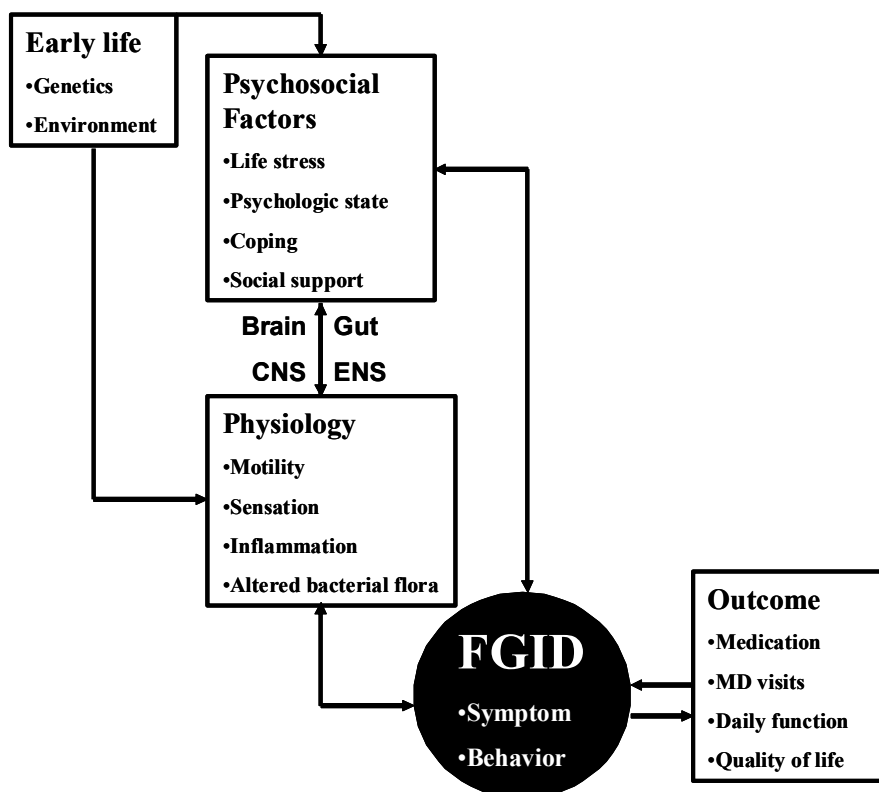 Early life
•Genetics
•Environment
Psychosocial
Factors
•Life stress
•Psychologic state
•Coping
•Social support
Brain Gut
CNS ENS
Physiology
•Motility
•Sensation
•Inflammation
•Altered bacterial flora
FGID
•Symptom
•Behavior
Outcome
•Medication
•MD visits
•Daily function
•Quality of life